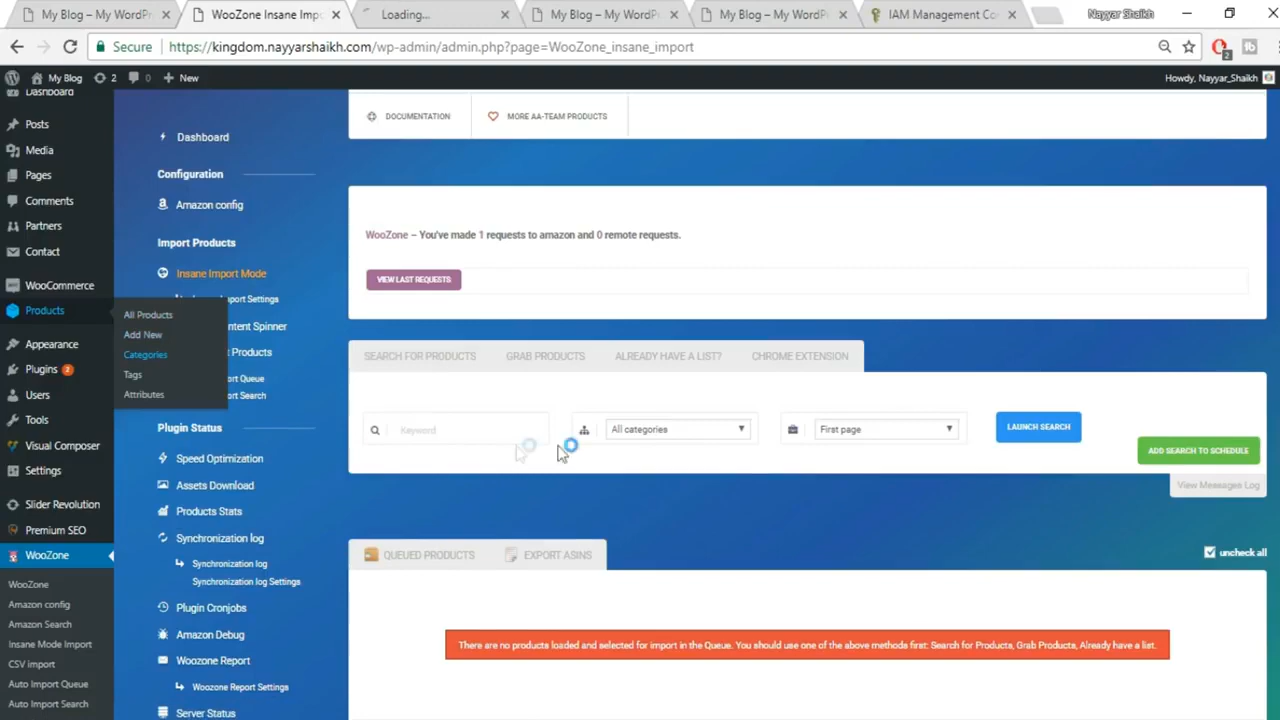 My Blog – My WordPr
WooZone Insane Impo
Loading...
My Blog – My WordPr
My Blog – My WordPr
IAM Management Co
Nayyar Shaikh
Secure
https://kingdom.nayyarshaikh.com/wp-admin/admin.php?page=WooZone_insane_import
2
My Blog
2
0
New
Howdy, Nayyar_Shaikh
Dashboard
Posts
Media
Pages
Comments
Partners
Contact
WooCommerce
Products
Appearance
Plugins 2
Users
Tools
Visual Composer
Settings
Slider Revolution
Premium SEO
WooZone
WooZone
Amazon config
Amazon Search
Insane Mode Import
CSV import
Auto Import Queue
Auto Import Search
All Products
Add New
Categories
Tags
Attributes
Dashboard
Configuration
Amazon config
Import Products
Insane Import Mode
port Settings
ntent Spinner
t Products
ort Queue
ort Search
Plugin Status
Speed Optimization
Assets Download
Products Stats
Synchronization log
Synchronization log
Synchronization log Settings
Plugin Cronjobs
Amazon Debug
Woozone Report
Woozone Report Settings
Server Status
DOCUMENTATION
MORE AA-TEAM PRODUCTS
WooZone – You've made 1 requests to amazon and 0 remote requests.
VIEW LAST REQUESTS
SEARCH FOR PRODUCTS
GRAB PRODUCTS
ALREADY HAVE A LIST?
CHROME EXTENSION
Keyword
All categories
First page
LAUNCH SEARCH
ADD SEARCH TO SCHEDULE
View Messages Log
QUEUED PRODUCTS
EXPORT ASINS
uncheck all
There are no products loaded and selected for import in the Queue. You should use one of the above methods first: Search for Products, Grab Products, Already have a list.